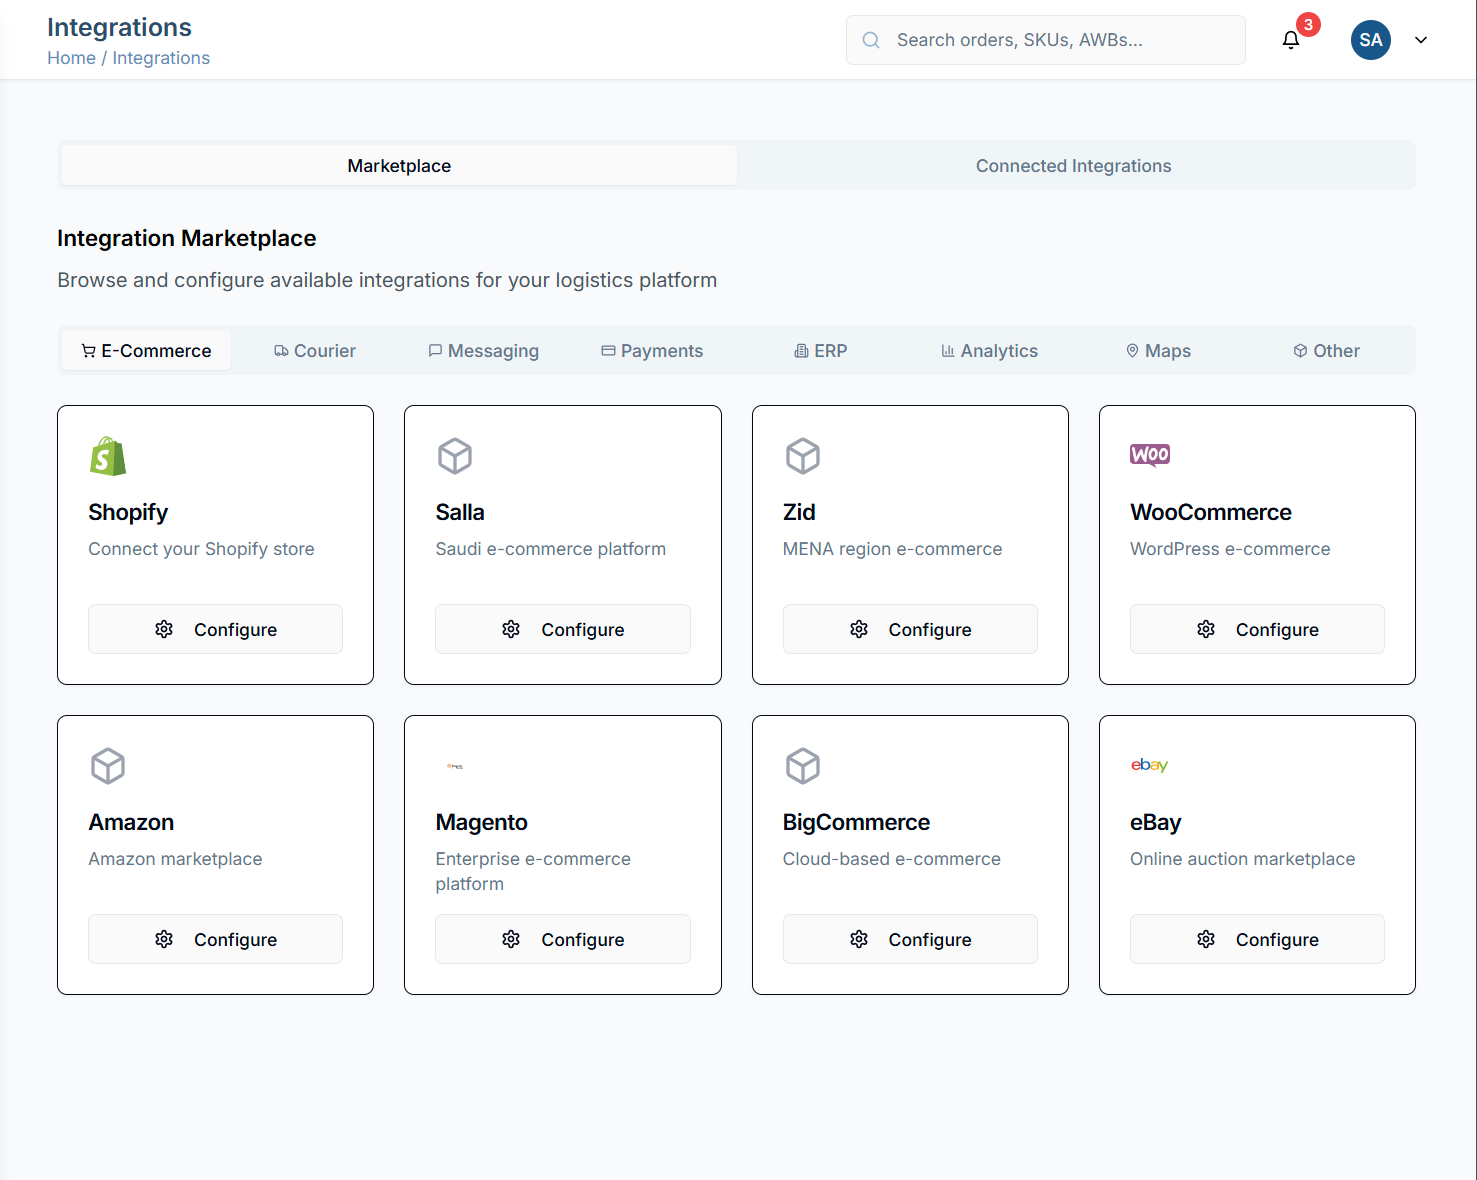 Integrations
Home / Integrations
Search orders, SKUs, AWBs...
3
SA
Marketplace
Connected Integrations
Integration Marketplace
Browse and configure available integrations for your logistics platform
E-Commerce
Courier
Messaging
Payments
ERP
Analytics
Maps
Other
S
Shopify
Connect your Shopify store
Configure
Salla
Saudi e-commerce platform
Configure
Zid
MENA region e-commerce
Configure
WOO
WooCommerce
WordPress e-commerce
Configure
Amazon
Amazon marketplace
Configure
Magento
Enterprise e-commerce
platform
Configure
BigCommerce
Cloud-based e-commerce
Configure
ebay
eBay
Online auction marketplace
Configure